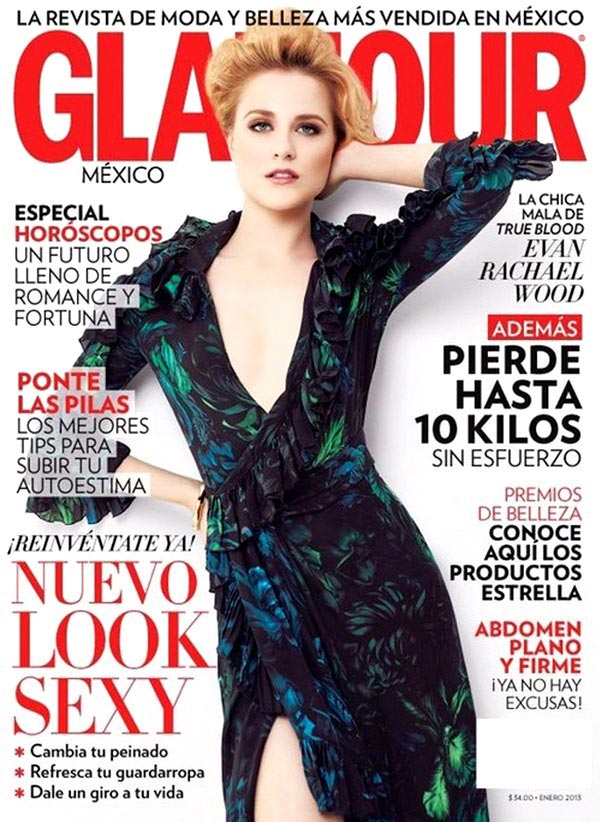 LA REVISTA DE MODA Y BELLEZA MÁS VENDIDA EN MÉXICO
GLAMOUR®
MÉXICO
ESPECIAL
HORÓSCOPOS
UN FUTURO
LLENO DE
ROMANCE Y
FORTUNA
PONTE
LAS PILAS
LOS MEJORES
TIPS PARA
SUBIR TU
AUTOESTIMA
¡REINVÉNTATE YA!
NUEVO
LOOK
SEXY
* Cambia tu peinado
* Refresca tu guardarropa
* Dale un giro a tu vida
LA CHICA
MALA DE
TRUE BLOOD
EVAN
RACHAEL
WOOD
ADEMÁS
PIERDE
HASTA
10 KILOS
SIN ESFUERZO
PREMIOS
DE BELLEZA
CONOCE
AQUÍ LOS
PRODUCTOS
ESTRELLA
ABDOMEN
PLANO
Y FIRME
¡YA NO HAY
EXCUSAS!
$34.00 • ENERO 2013